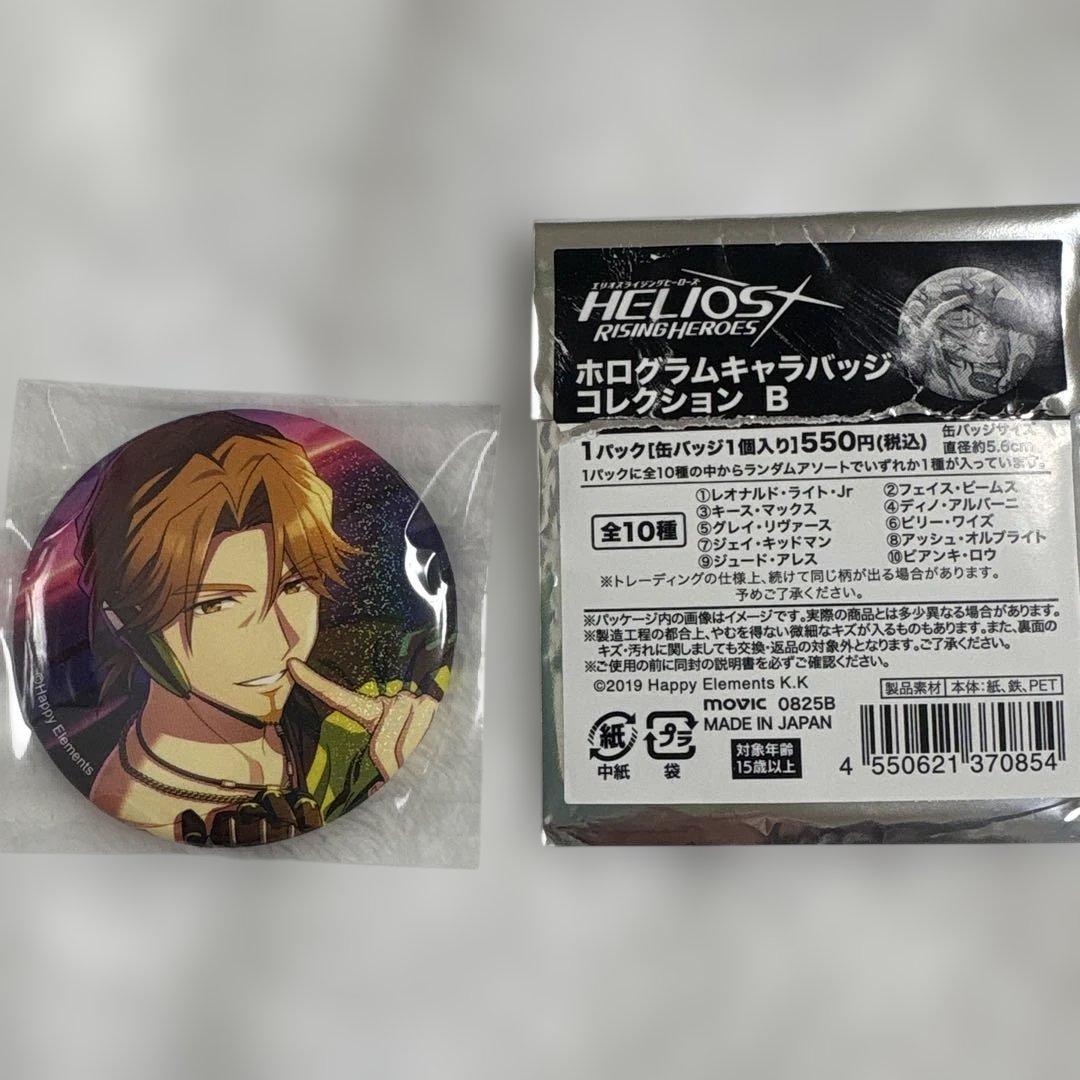 ©Happy Elements
エリオスライジングヒーローズ
HELIOS
RISING HEROES
ホログラムキャラバッジ
コレクション B
1パック[缶バッジ1個入り]550円(税込)
缶バッジサイズ
直径約5.6cm
1パックに全10種の中からランダムアソートでいずれか1種が入っています。
全10種
①レオナルド・ライト・Jr ②フェイス・ビームス
③キース・マックス ④ディノ・アルバーニ
⑤グレイ・リヴァース ⑥ビリー・ワイズ
⑦ジェイ・キッドマン ⑧アッシュ・オルブライト
⑨ジュード・アレス ⑩ビアンキ・ロウ
※トレーディングの仕様上、続けて同じ柄が出る場合があります。
予めご了承ください。
※パッケージ内の画像はイメージです。実際の商品とは多少異なる場合があります。
※製造工程の都合上、やむを得ない微細なキズが入るものもあります。また、裏面の
キズ・汚れに関しましても交換・返品の対象外となります。ご了承ください。
※ご使用の前に同封の説明書を必ずご確認ください。
©2019 Happy Elements K.K
製品素材 本体:紙、鉄、PET
movic 0825B
MADE IN JAPAN
紙
中紙
プラ
袋
対象年齢
15歳以上
4 550621 370854